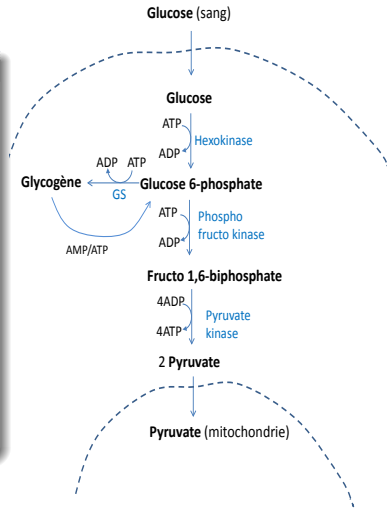 Glucose (sang)
Glucose
ATP
Hexokinase
ADP
ADP ATP
Glycogène
Glucose 6-phosphate
GS
ATP
Phospho
fructo kinase
ADP
AMP/ATP
Fructo 1,6-biphosphate
4ADP
Pyruvate
kinase
4ATP
2 Pyruvate
Pyruvate (mitochondrie)